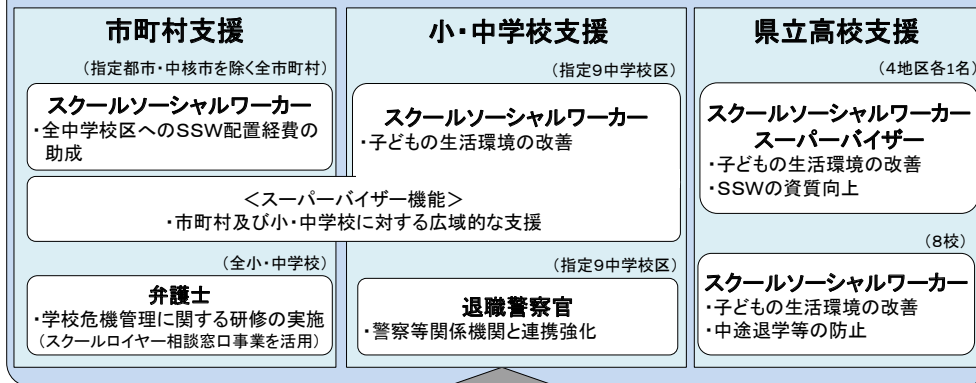 市町村支援
(指定都市・中核市を除く全市町村)
スクールソーシャルワーカー
・全中学校区へのSSW配置経費の
助成
小・中学校支援
(指定9中学校区)
スクールソーシャルワーカー
・子どもの生活環境の改善
<スーパーバイザー機能>
・市町村及び小・中学校に対する広域的な支援
(全小・中学校)
弁護士
・学校危機管理に関する研修の実施
(スクールロイヤー相談窓口事業を活用)
(指定9中学校区)
退職警察官
・警察等関係機関と連携強化
県立高校支援
(4地区各1名)
スクールソーシャルワーカー
スーパーバイザー
・子どもの生活環境の改善
・SSWの資質向上
(8校)
スクールソーシャルワーカー
・子どもの生活環境の改善
・中途退学等の防止